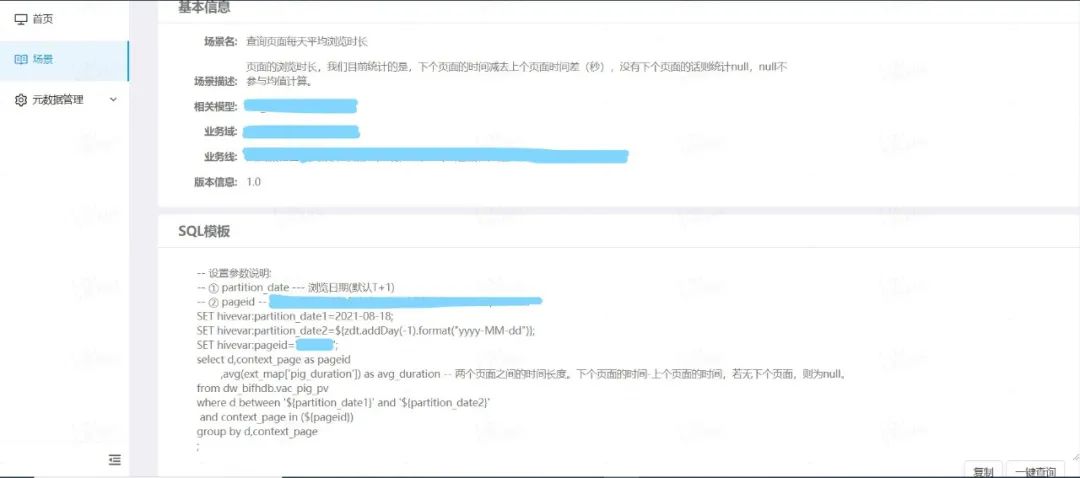 首页
场景
元数据管理
基本信息
场景名: 查询页面每天平均浏览时长
页面的浏览时长，我们目前统计的是，下个页面的时间减去上个页面时间差（秒），没有下个页面的话则统计null，null不
场景描述: 参与均值计算。
相关模型:
业务域:
业务线:
版本信息: 1.0
SQL模板
-- 设置参数说明:
-- ① partition_date --- 浏览日期(默认T+1)
-- ② pageid --
SET hivevar:partition_date1=2021-08-18;
SET hivevar:partition_date2=${zdt.addDay(-1).format("yyyy-MM-dd")};
SET hivevar:pageid=' ';
select d,context_page as pageid
,avg(ext_map['pig_duration']) as avg_duration -- 两个页面之间的时间长度。下个页面的时间-上个页面的时间，若无下个页面，则为null。
from dw_bifhdb.vac_pig_pv
where d between '${partition_date1}' and '${partition_date2}'
and context_page in (${pageid})
group by d,context_page
;
复制 一键查询